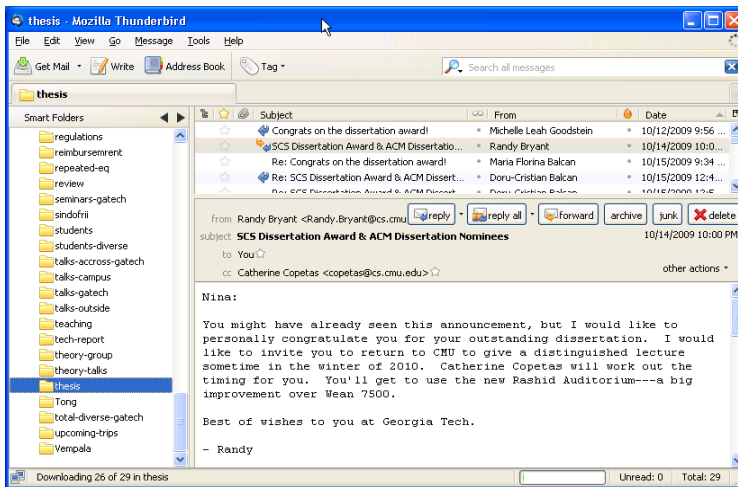 thesis - Mozilla Thunderbird
File Edit View Go Message Tools Help
Get Mail Write Address Book Tag Search all messages
thesis
Smart Folders Subject From Date
regulations
reimbursemrent
repeated-eq
review
seminars-gatech
sindofrii
students
students-diverse
talks-accross-gatech
talks-campus
talks-gatech
talks-outside
teaching
tech-report
theory-group
theory-talks
thesis
Tong
total-diverse-gatech
upcoming-trips
Vempala
Congrats on the dissertation award! Michelle Leah Goodstein 10/12/2009 9:56 ...
SCS Dissertation Award & ACM Dissertatio... Randy Bryant 10/14/2009 10:0...
Re: Congrats on the dissertation award! Maria Florina Balcan 10/15/2009 9:34 ...
Re: SCS Dissertation Award & ACM Dissert... Doru-Cristian Balcan 10/15/2009 12:4...
Re: SCS Dissertation Award & ACM Dissert... Doru-Cristian Balcan
from Randy Bryant <Randy.Bryant@cs.cmu reply reply all forward archive junk delete
subject SCS Dissertation Award & ACM Dissertation Nominees 10/14/2009 10:00 PM
to You
cc Catherine Copetas <copetas@cs.cmu.edu> other actions
Nina:
You might have already seen this announcement, but I would like to
personally congratulate you for your outstanding dissertation. I would
like to invite you to return to CMU to give a distinguished lecture
sometime in the winter of 2010. Catherine Copetas will work out the
timing for you. You'll get to use the new Rashid Auditorium---a big
improvement over Wean 7500.
Best of wishes to you at Georgia Tech.
- Randy
Downloading 26 of 29 in thesis Unread: 0 Total: 29